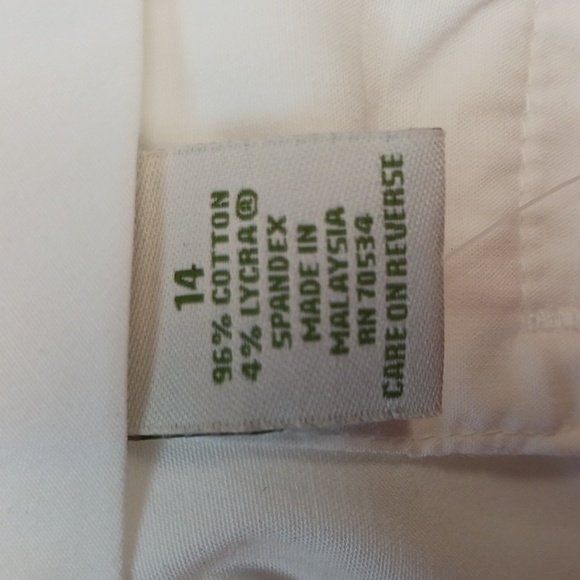 14
96% COTTON
4% LYCRA®
SPANDEX
MADE IN
MALAYSIA
RN 70534
CARE ON REVERSE